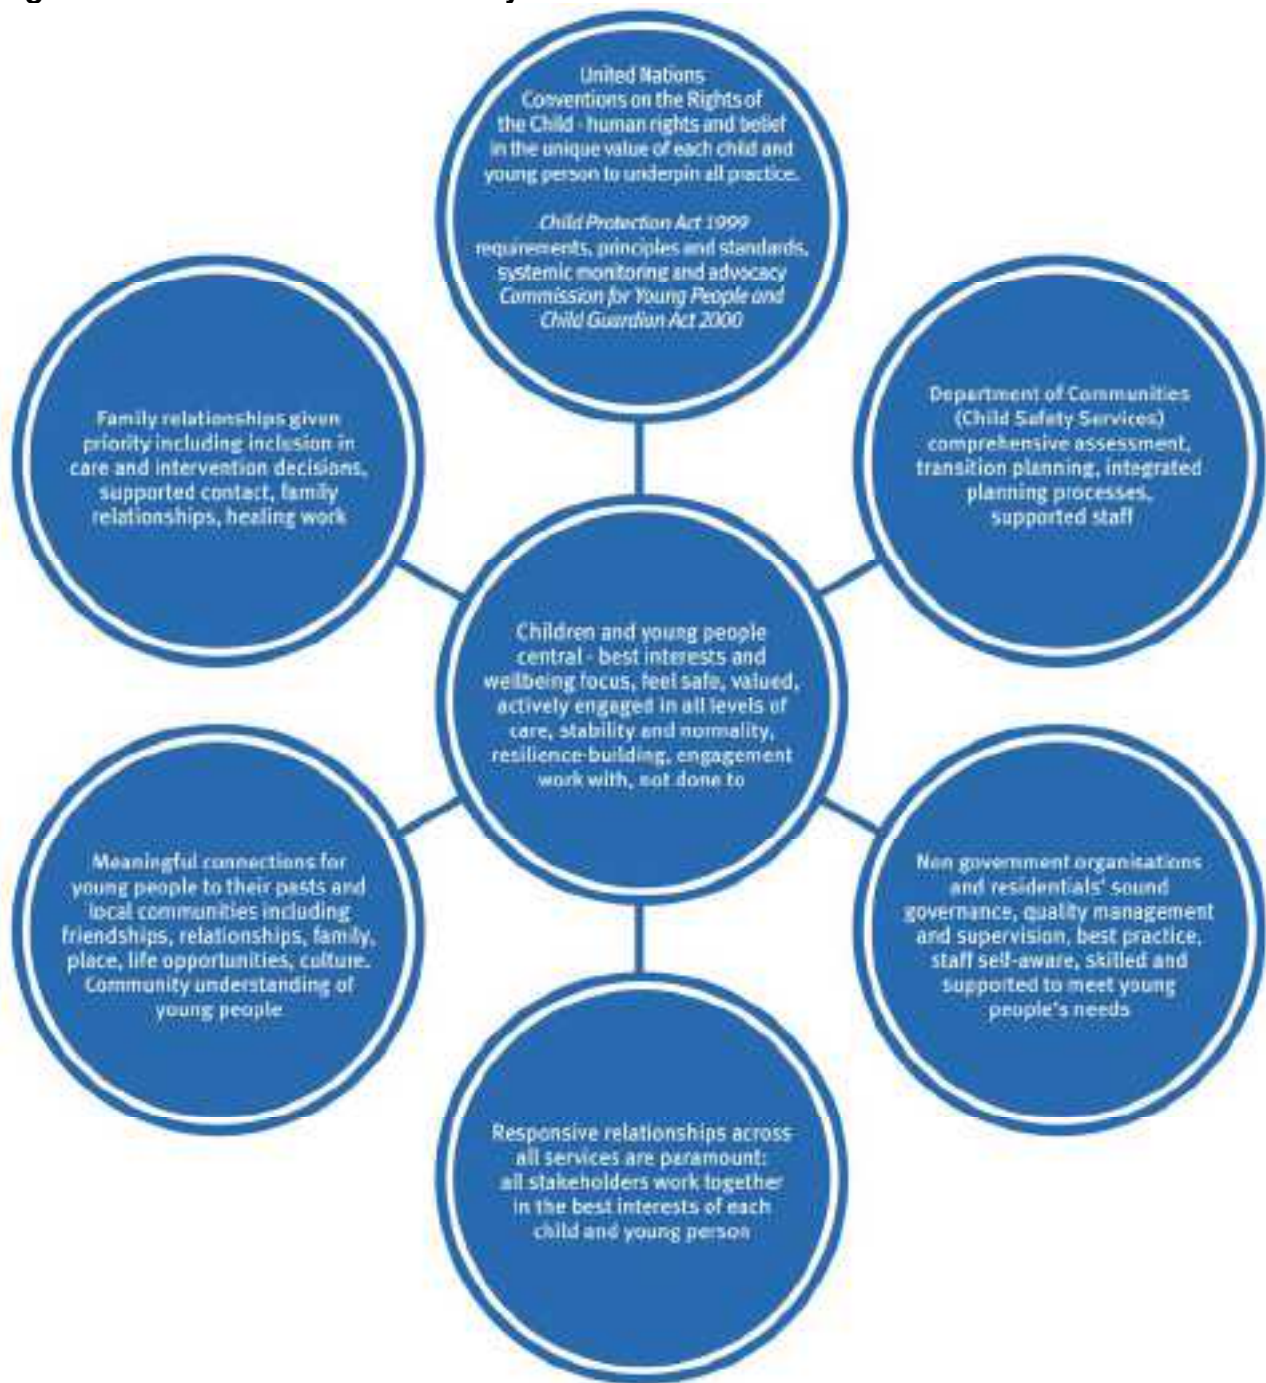 United Nations
Conventions on the Rights of
the Child - human rights and belief
in the unique value of each child and
young person to underpin all practice.
Child Protection Act 1999
requirements, principles and standards,
systemic monitoring and advocacy
Commission for Young People and
Child Guardian Act 2000
Department of Communities
(Child Safety Services)
comprehensive assessment,
transition planning, integrated
planning processes,
supported staff
Non government organisations
and residentials' sound
governance, quality management
and supervision, best practice,
staff self-aware, skilled and
supported to meet young
people's needs
Responsive relationships across
all services are paramount:
all stakeholders work together
in the best interests of each
child and young person
Meaningful connections for
young people to their pasts and
local communities including
friendships, relationships, family,
place, life opportunities, culture.
Community understanding of
young people
Family relationships given
priority including inclusion in
care and intervention decisions,
supported contact, family
relationships, healing work
Children and young people
central - best interests and
wellbeing focus, feel safe, valued,
actively engaged in all levels of
care, stability and normality,
resilience-building, engagement
work with, not done to